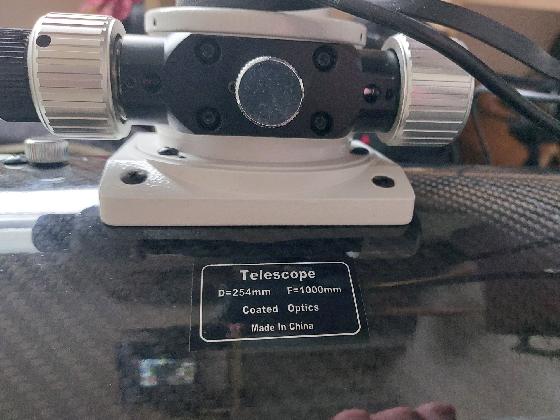 Telescope
D=254mm F=1000mm
Coated Optics
Made In China